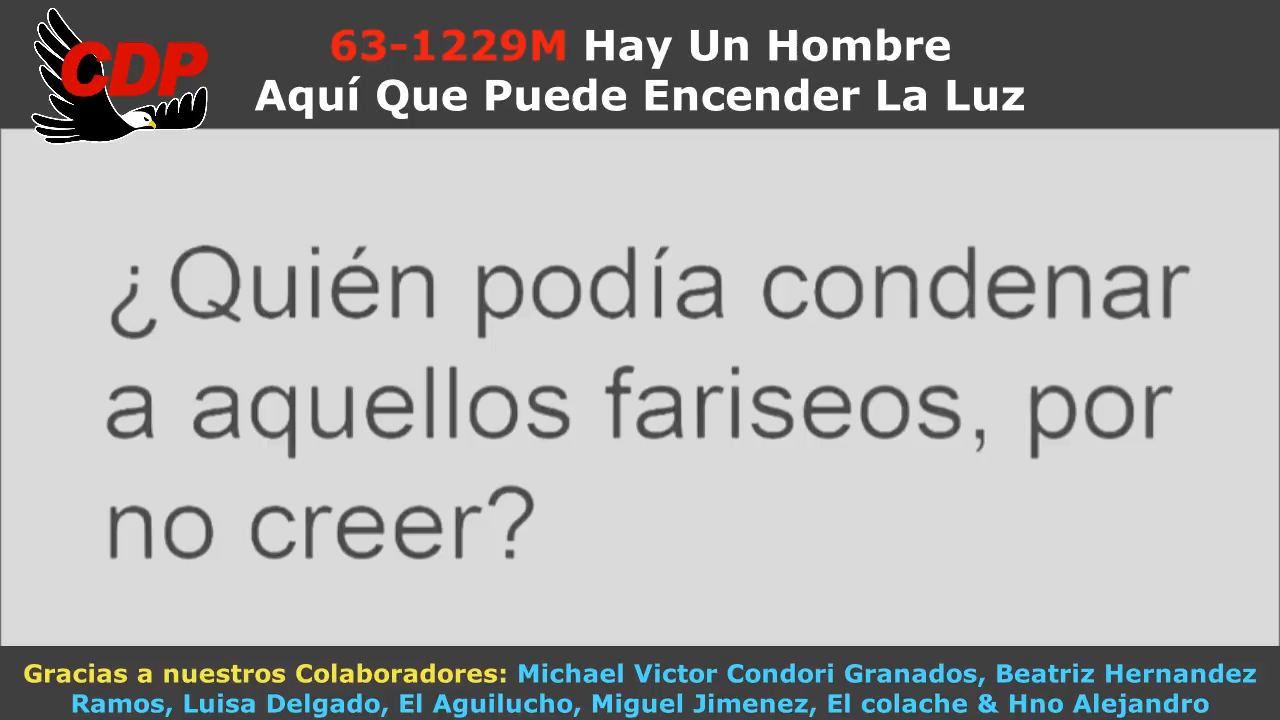 CDP
63-1229M Hay Un Hombre
Aquí Que Puede Encender La Luz
¿Quién podía condenar
a aquellos fariseos, por
no creer?
Gracias a nuestros Colaboradores: Michael Victor Condori Granados, Beatriz Hernandez
Ramos, Luisa Delgado, El Aguilucho, Miguel Jimenez, El colache & Hno Alejandro